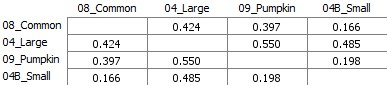 08_Common 04_Large 09_Pumpkin 04B_Small
08_Common 0.424 0.397 0.166
04_Large 0.424 0.550 0.485
09_Pumpkin 0.397 0.550 0.198
04B_Small 0.166 0.485 0.198